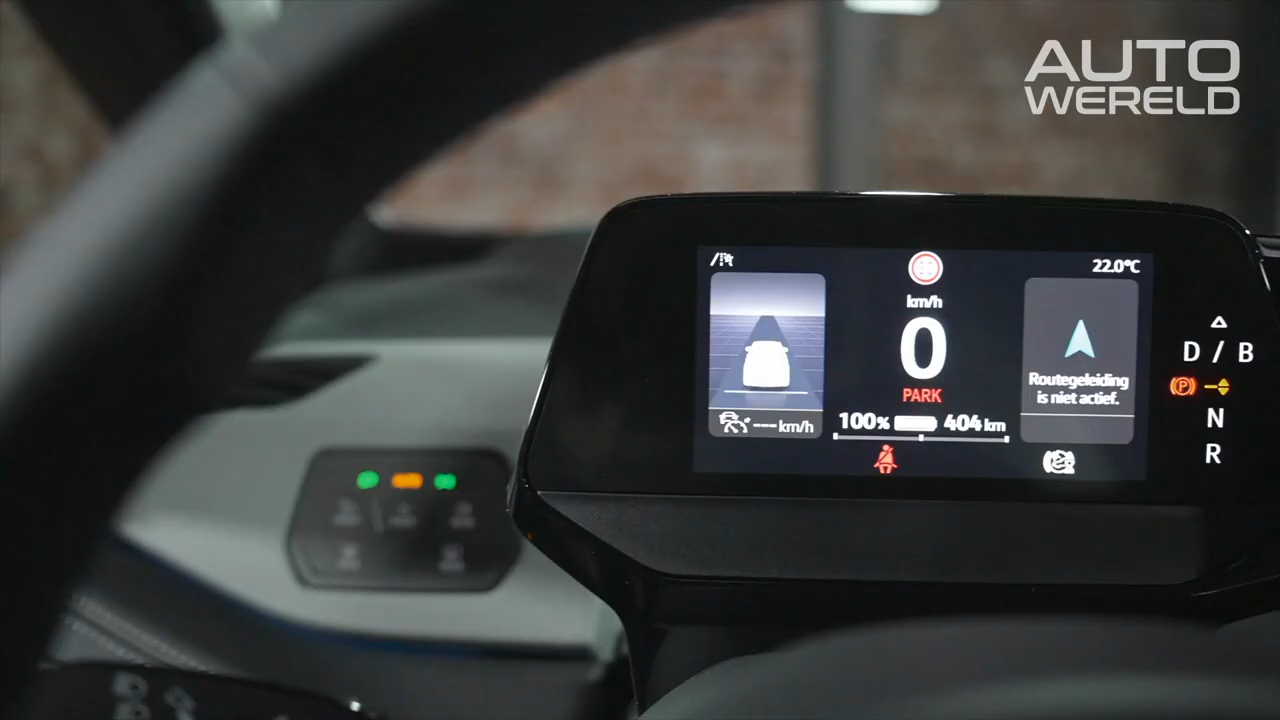 AUTO
WERELD
22.0°C
km/h
0
PARK
Routegeleiding
is niet actief.
--- km/h
100% 404 km
D / B
P
N
R